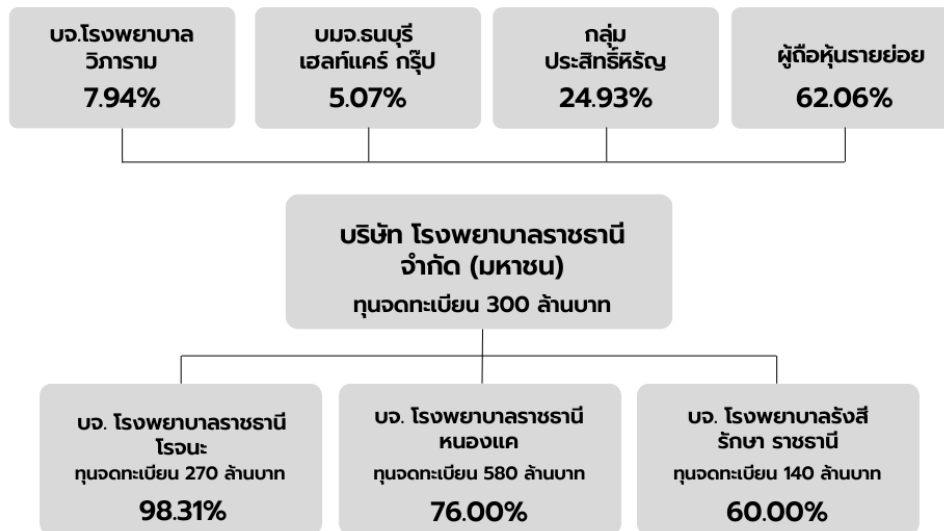 บจ.โรงพยาบาล
วิภาราม
7.94%
บมจ.ธนบุรี
เฮลท์แคร์ กรุ๊ป
5.07%
กลุ่ม
ประสิทธิ์หิรัญ
24.93%
ผู้ถือหุ้นรายย่อย
62.06%
บริษัท โรงพยาบาลราชธานี
จำกัด (มหาชน)
ทุนจดทะเบียน 300 ล้านบาท
บจ. โรงพยาบาลราชธานี
โรจนะ
ทุนจดทะเบียน 270 ล้านบาท
98.31%
บจ. โรงพยาบาลราชธานี
หนองแค
ทุนจดทะเบียน 580 ล้านบาท
76.00%
บจ. โรงพยาบาลรังสี
รักษา ราชธานี
ทุนจดทะเบียน 140 ล้านบาท
60.00%